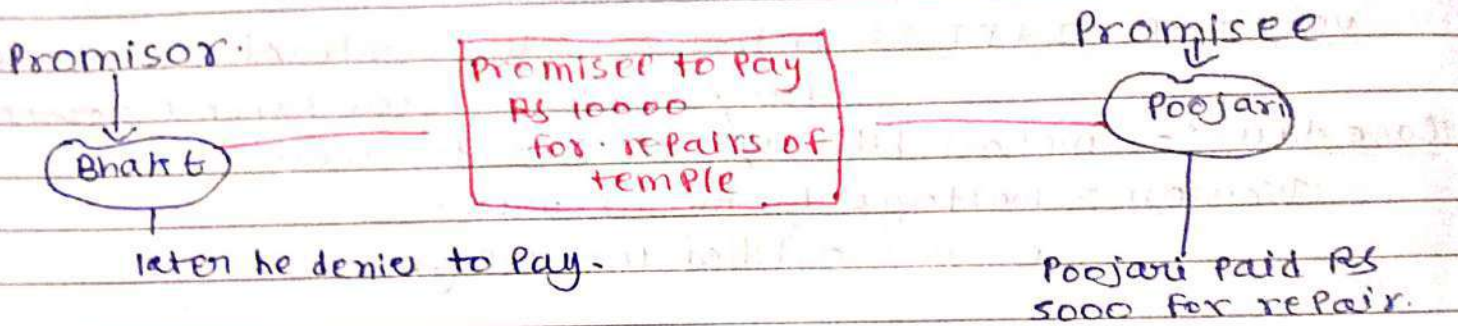 Promisor.
Promisee
Promiser to Pay
Rs 10000
for repairs of
temple
Bhakt
Poojari
later he denies to Pay.
Poojari Paid Rs
5000 for repair.